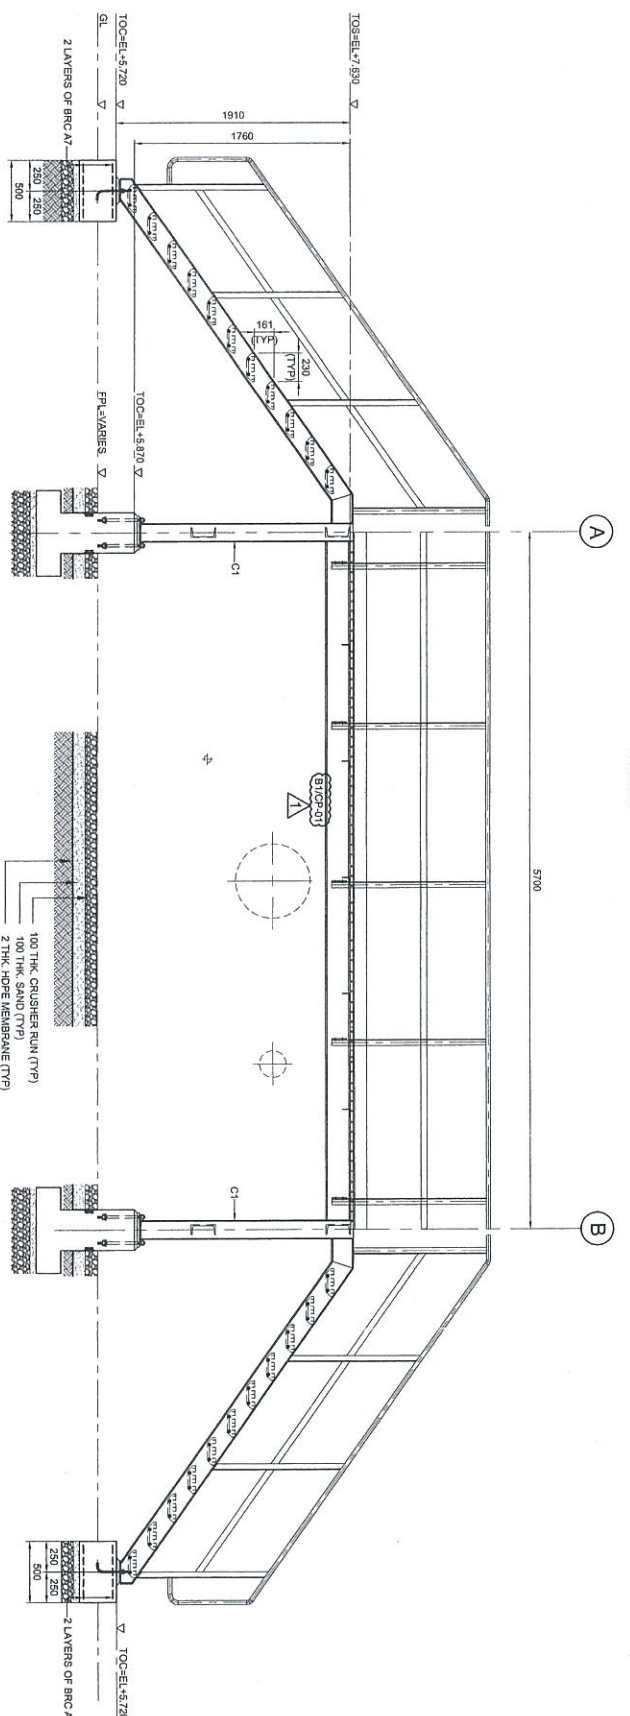 A
B
5700
TOS=EL+7.630
1910
1760
TOC=EL+5.720
GL
2 LAYERS OF BRC A7
250
250
500
161
(TYP)
230
(TYP)
TOC=EL+5.870
FPL=VARIES
C1
B1/CP-01
1
C1
100 THK. CRUSHER RUN (TYP)
100 THK. SAND (TYP)
2 THK. HDPE MEMBRANE (TYP)
TOC=EL+5.720
250
250
500
2 LAYERS OF BRC A